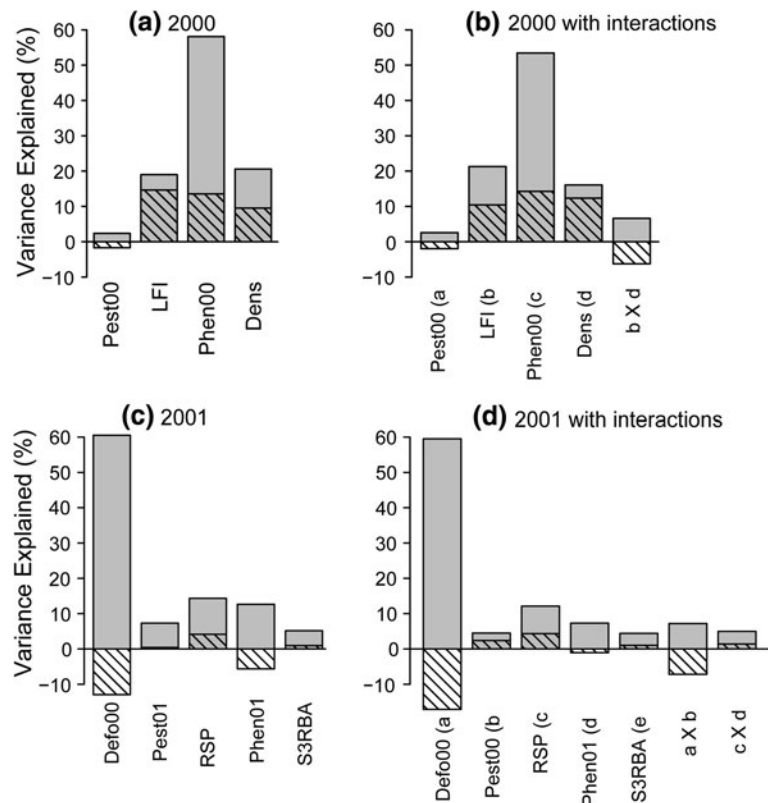 (a) 2000
Variance Explained (%)
60
50
40
30
20
10
0
−10
Pest00
LFI
Phen00
Dens
(b) 2000 with interactions
60
50
40
30
20
10
0
−10
Pest00 (a
LFI (b
Phen00 (c
Dens (d
b X d
(c) 2001
Variance Explained (%)
60
50
40
30
20
10
0
−10
Defo00
Pest01
RSP
Phen01
S3RBA
(d) 2001 with interactions
60
50
40
30
20
10
0
−10
Defo00 (a
Pest00 (b
RSP (c
Phen01 (d
S3RBA (e
a X b
c X d